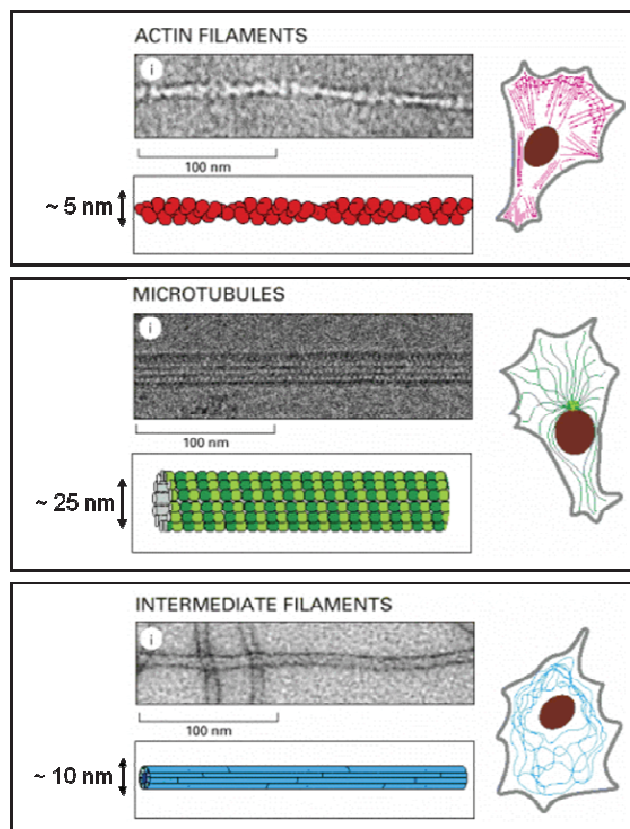 ACTIN FILAMENTS
i
100 nm
~ 5 nm
MICROTUBULES
i
100 nm
~ 25 nm
INTERMEDIATE FILAMENTS
i
100 nm
~ 10 nm